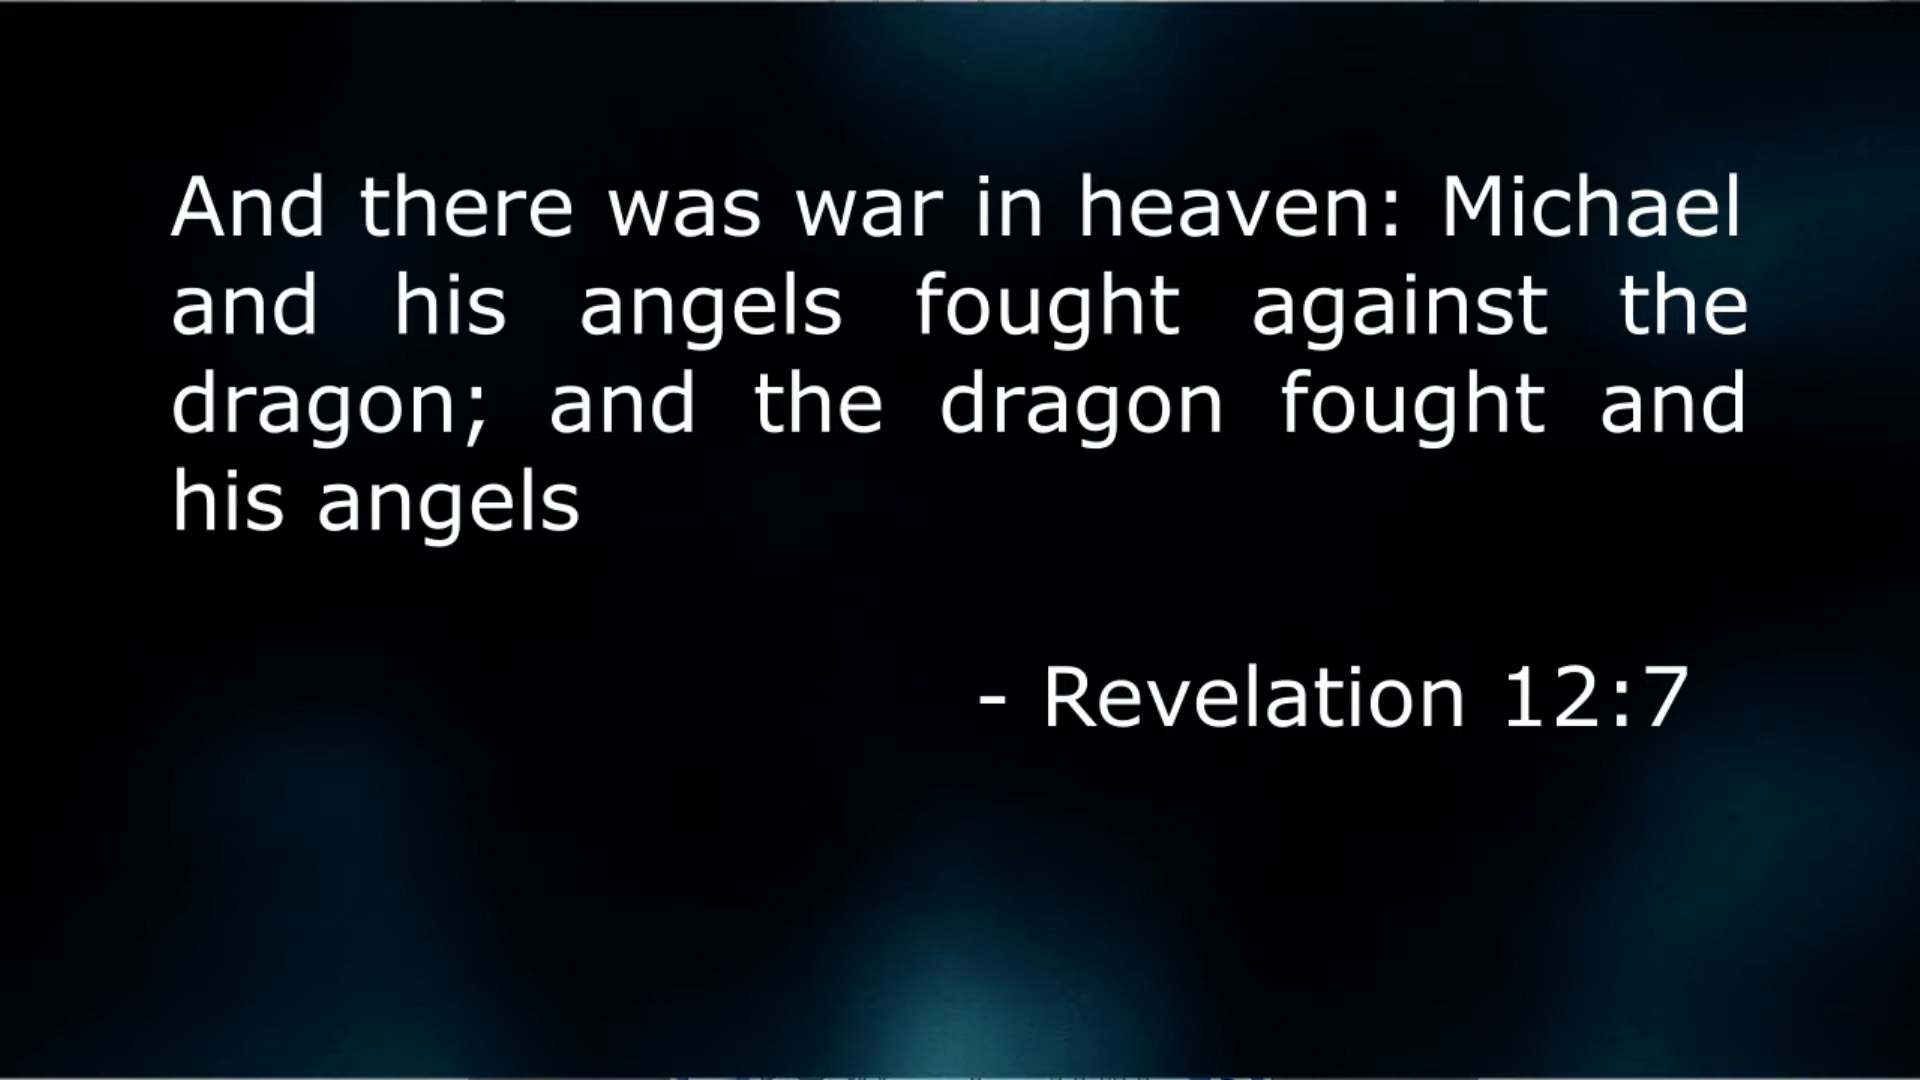 And there was war in heaven: Michael
and his angels fought against the
dragon; and the dragon fought and
his angels
- Revelation 12:7